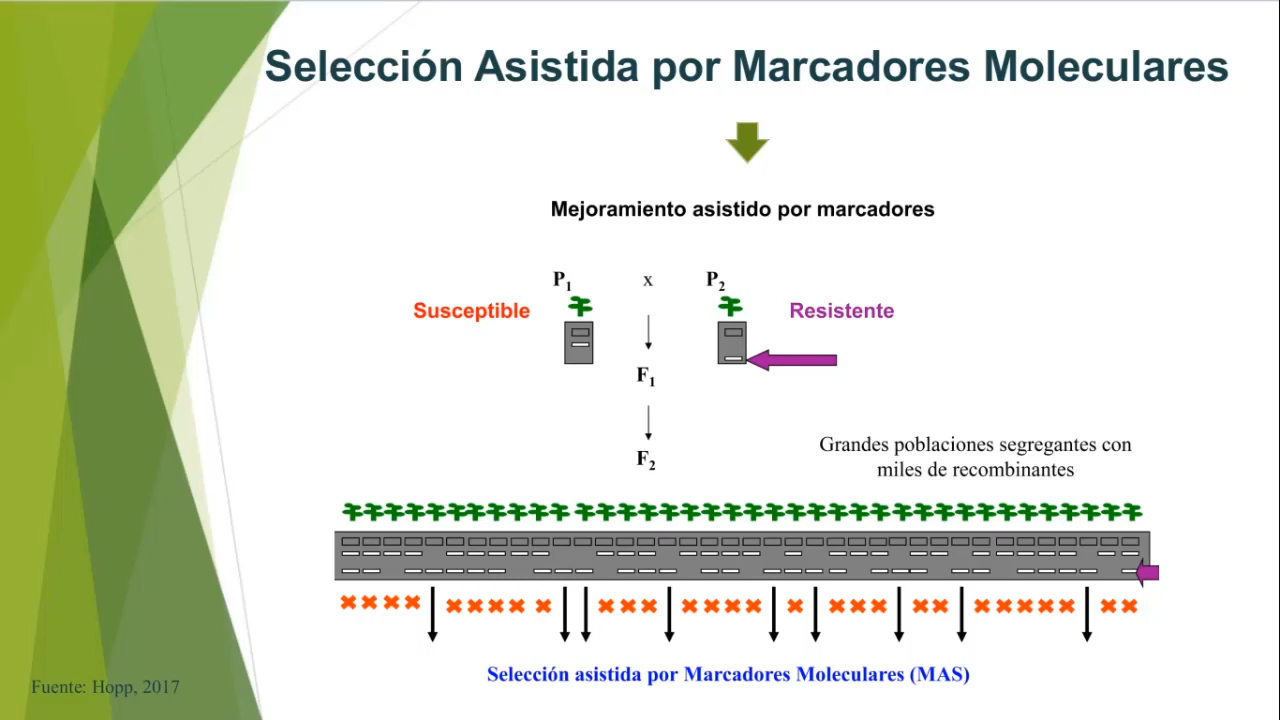 Selección Asistida por Marcadores Moleculares
Mejoramiento asistido por marcadores
P1 x P2
Susceptible
Resistente
F1
F2
Grandes poblaciones segregantes con
miles de recombinantes
Selección asistida por Marcadores Moleculares (MAS)
Fuente: Hopp, 2017